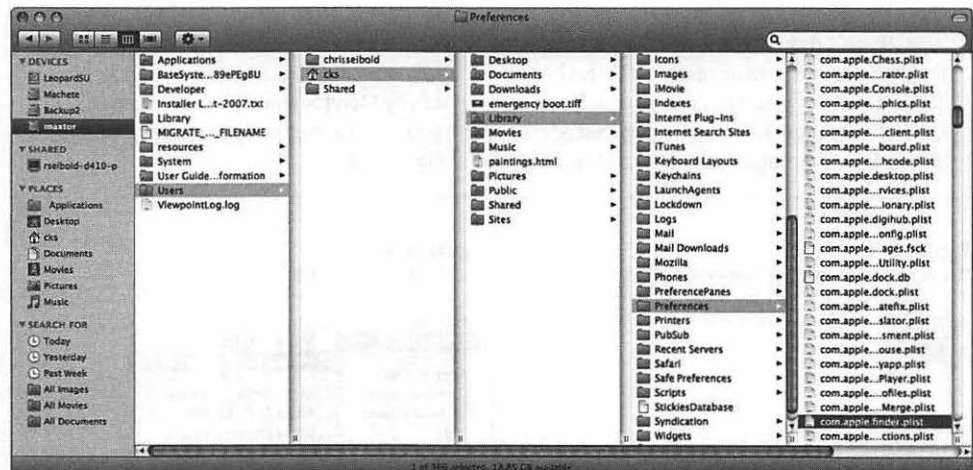 Preferences
DEVICES
LeopardSU
Machete
Backup2
maxtor
SHARED
rseibold-d410-p
PLACES
Applications
Desktop
cks
Documents
Movies
Pictures
Music
SEARCH FOR
Today
Yesterday
Past Week
All Images
All Movies
All Documents
Applications
BaseSyste...89ePEg8U
Developer
Installer L...t-2007.txt
Library
MIGRATE_..._FILENAME
resources
System
User Guide...formation
Users
ViewpointLog.log
chrisseibold
cks
Shared
Desktop
Documents
Downloads
emergency boot.tiff
Library
Movies
Music
paintings.html
Pictures
Public
Shared
Sites
Icons
Images
iMovie
Indexes
Internet Plug-Ins
Internet Search Sites
iTunes
Keyboard Layouts
Keychains
LaunchAgents
Lockdown
Logs
Mail
Mail Downloads
Mozilla
Phones
PreferencePanes
Preferences
Printers
PubSub
Recent Servers
Safari
Safe Preferences
Scripts
StickiesDatabase
Syndication
Widgets
com.apple.Chess.plist
com.apple...rator.plist
com.apple.Console.plist
com.apple...phics.plist
com.apple...porter.plist
com.apple....client.plist
com.apple...board.plist
com.apple...hcode.plist
com.apple.desktop.plist
com.apple...rvices.plist
com.apple...ionary.plist
com.apple.digihub.plist
com.apple...onfig.plist
com.apple...ages.fsck
com.apple...Utility.plist
com.apple.dock.db
com.apple.dock.plist
com.apple...atefix.plist
com.apple...slator.plist
com.apple...sment.plist
com.apple...ouse.plist
com.apple...yapp.plist
com.apple...Player.plist
com.apple...ofiles.plist
com.apple...Merge.plist
com.apple.finder.plist
com.apple....ctions.plist
1 of 366 selected, 18.85 GB available